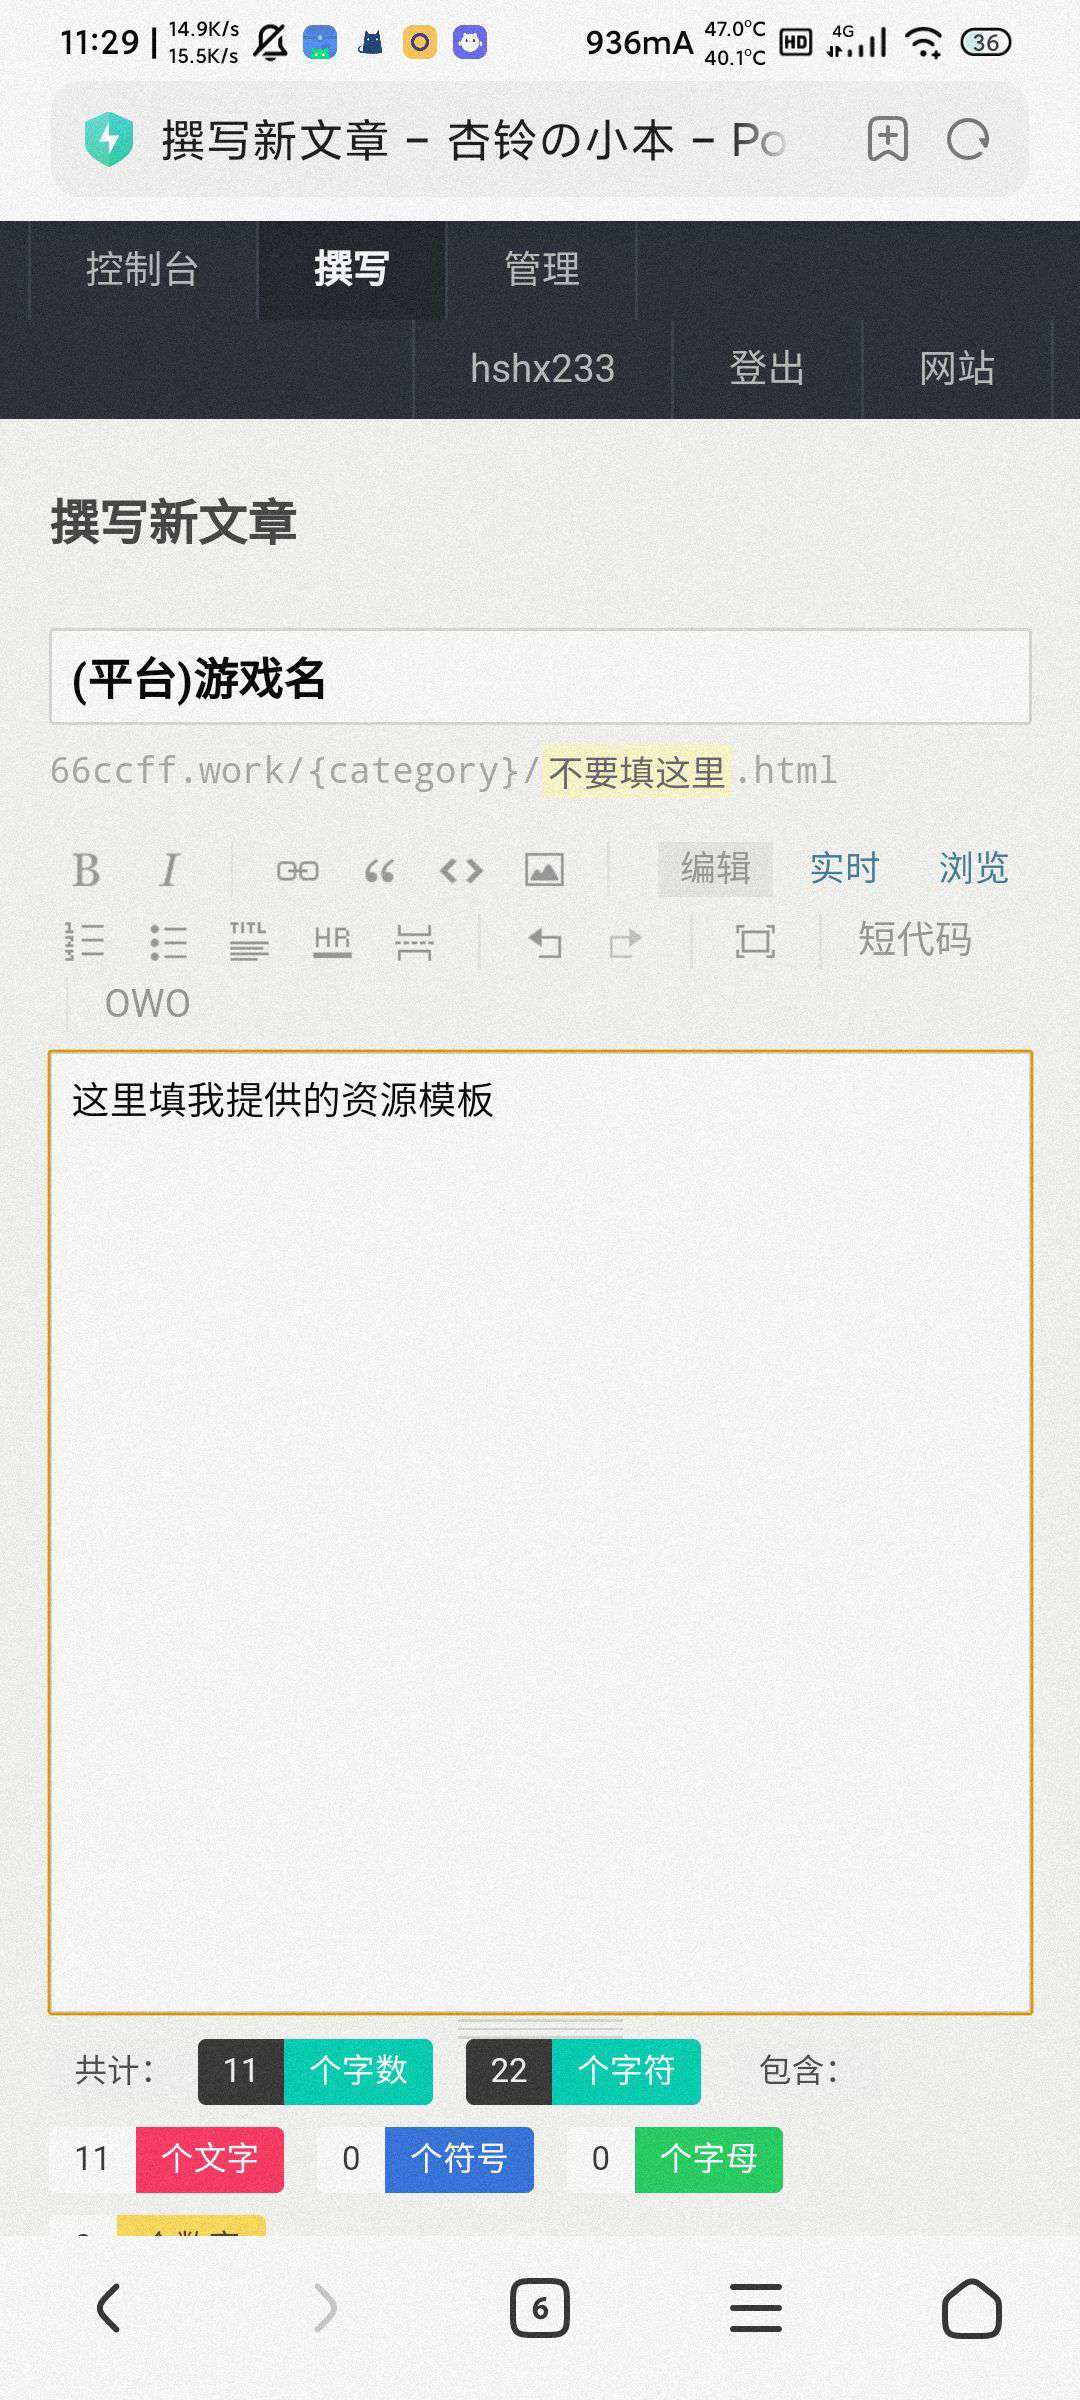 11:29 | 14.9K/s 15.5K/s 936mA 47.0°C 40.1°C HD 4G 36
撰写新文章 – 杏铃の小本 – Po
控制台 撰写 管理
hshx233 登出 网站
撰写新文章
(平台)游戏名
66ccff.work/{category}/不要填这里.html
B I 编辑 实时 浏览
TITL HR 短代码
OWO
这里填我提供的资源模板
共计： 11 个字数 22 个字符 包含：
11 个文字 0 个符号 0 个字母
6